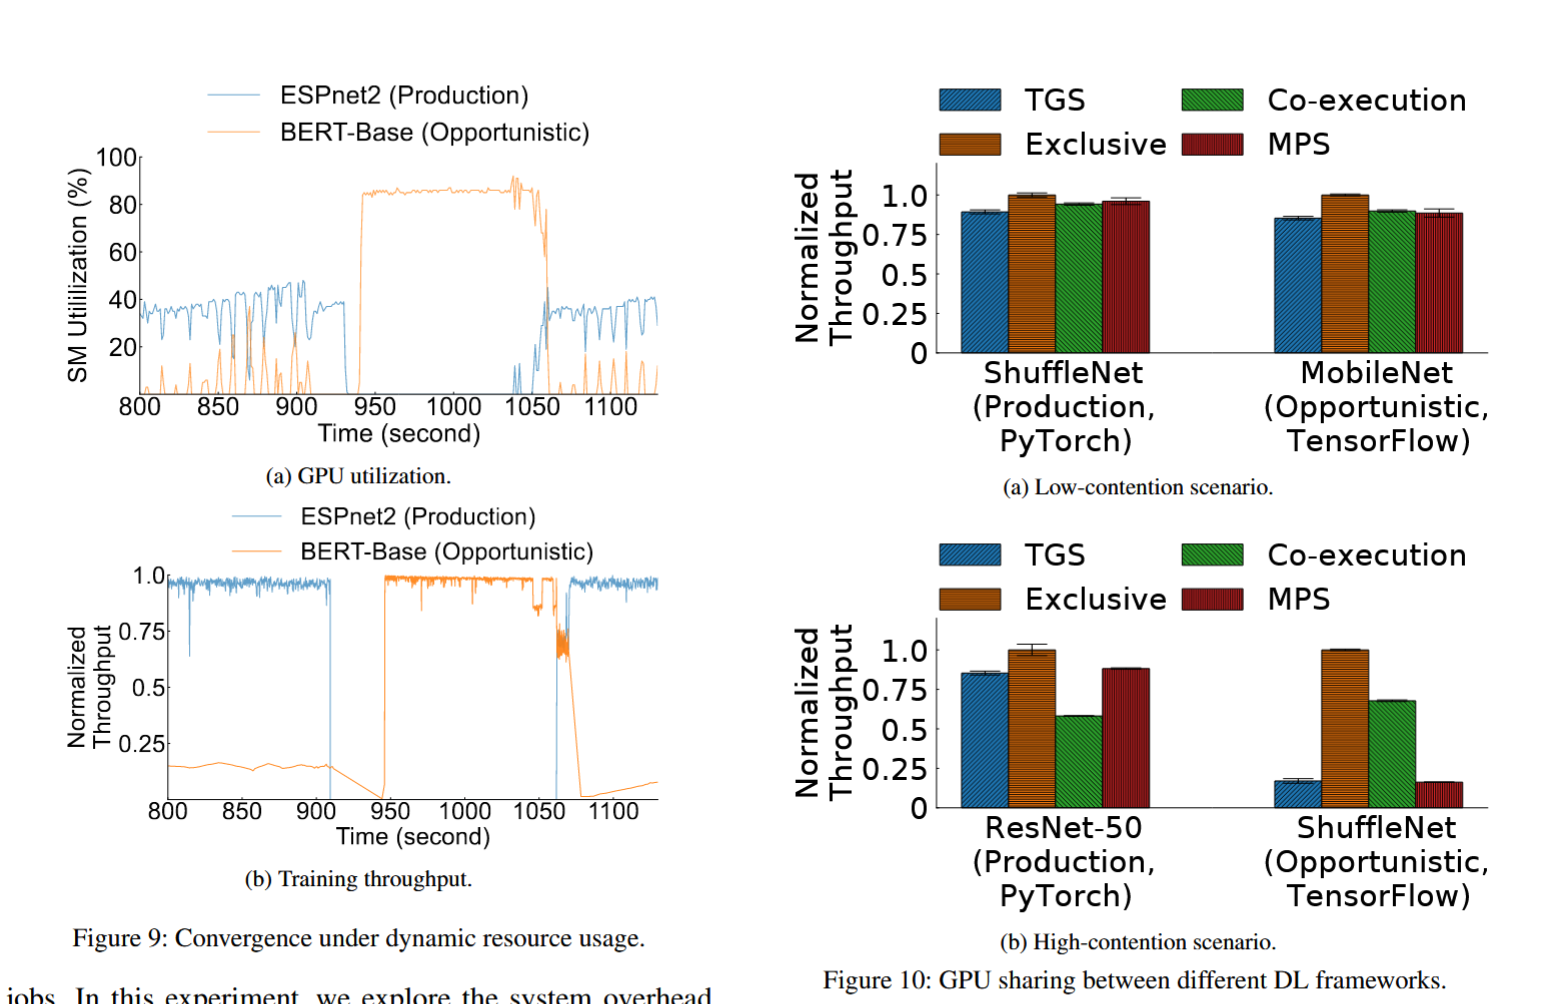 ESPnet2 (Production)
BERT-Base (Opportunistic)
SM Utililization (%)
100
80
60
40
20
800 850 900 950 1000 1050 1100
Time (second)
(a) GPU utilization.
ESPnet2 (Production)
BERT-Base (Opportunistic)
Normalized
Throughput
1.0
0.75
0.5
0.25
800 850 900 950 1000 1050 1100
Time (second)
(b) Training throughput.
Figure 9: Convergence under dynamic resource usage.
jobs. In this experiment, we explore the system overhead
TGS Co-execution
Exclusive MPS
Normalized
Throughput
1.0
0.75
0.5
0.25
0
ShuffleNet
(Production,
PyTorch)
MobileNet
(Opportunistic,
TensorFlow)
(a) Low-contention scenario.
TGS Co-execution
Exclusive MPS
Normalized
Throughput
1.0
0.75
0.5
0.25
0
ResNet-50
(Production,
PyTorch)
ShuffleNet
(Opportunistic,
TensorFlow)
(b) High-contention scenario.
Figure 10: GPU sharing between different DL frameworks.